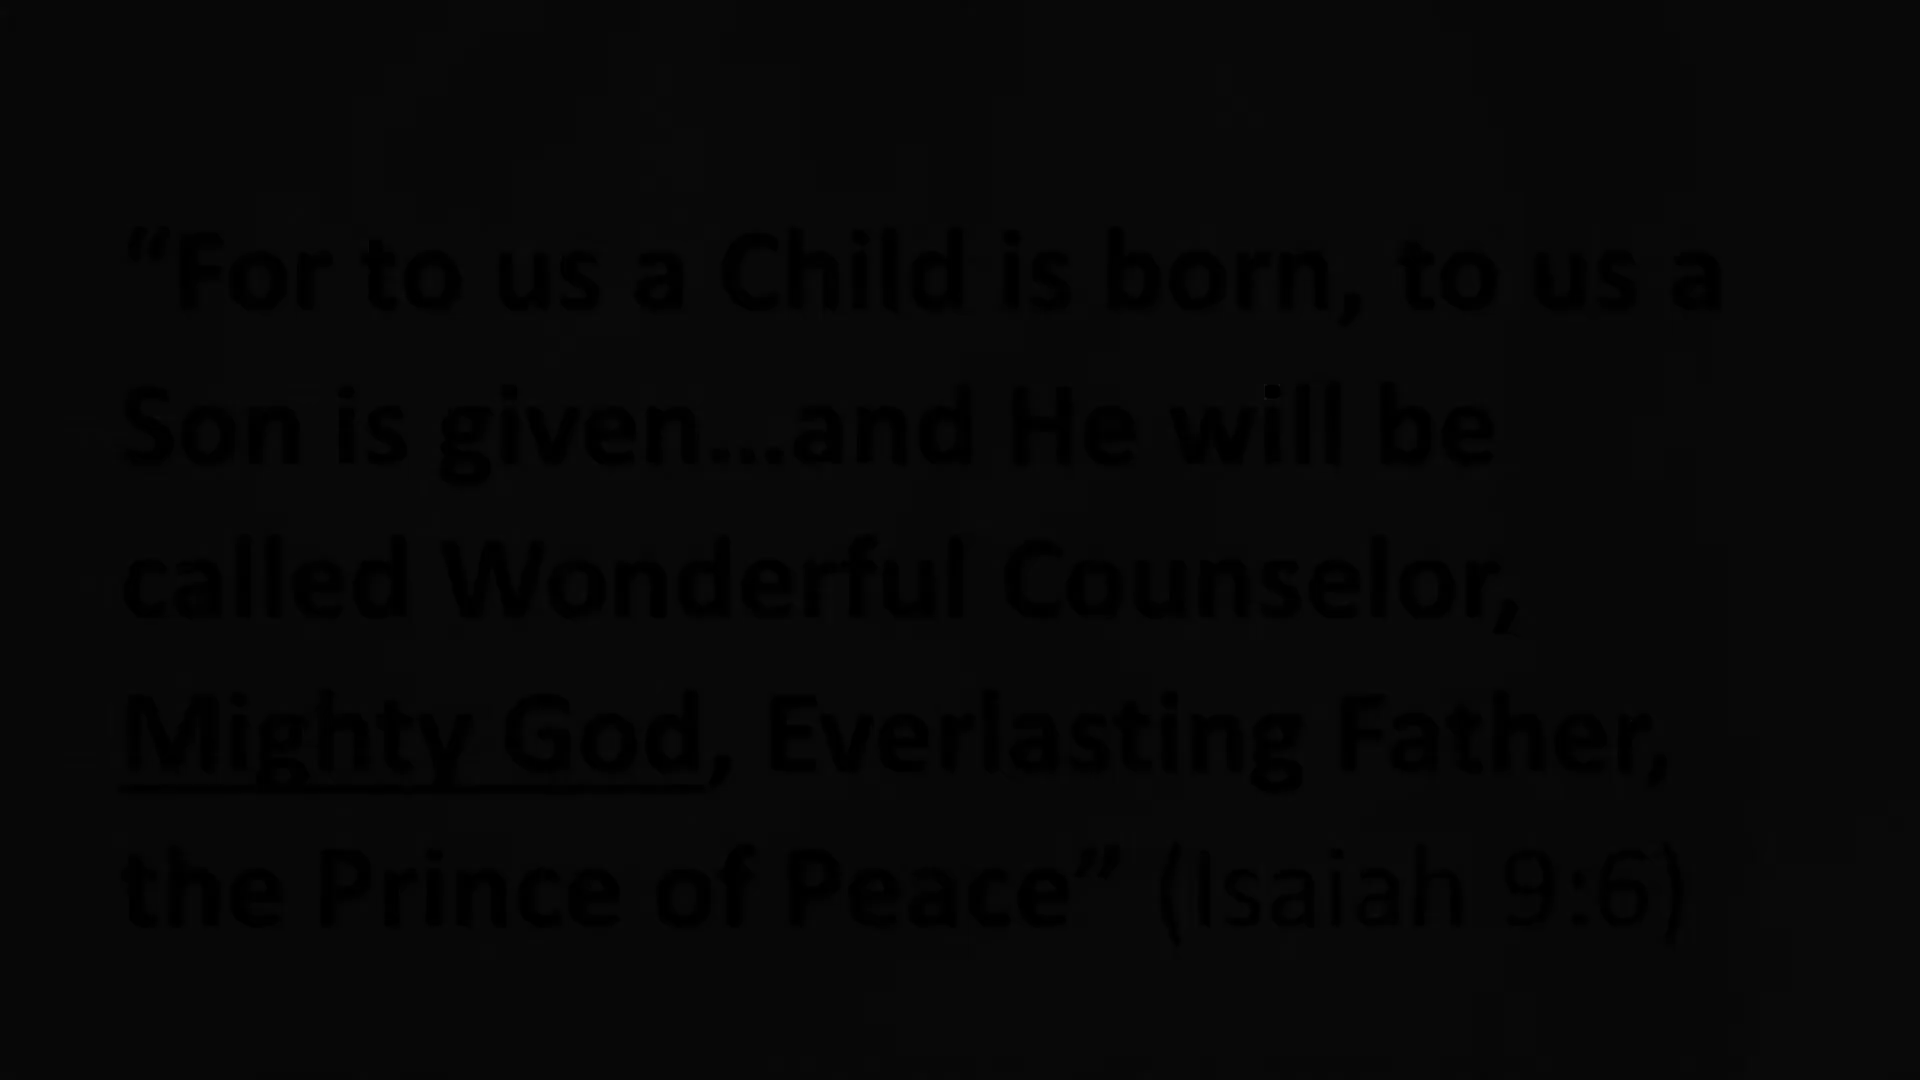 “For to us a Child is born, to us a
Son is given...and He will be
called Wonderful Counselor,
Mighty God, Everlasting Father,
the Prince of Peace” (Isaiah 9:6)